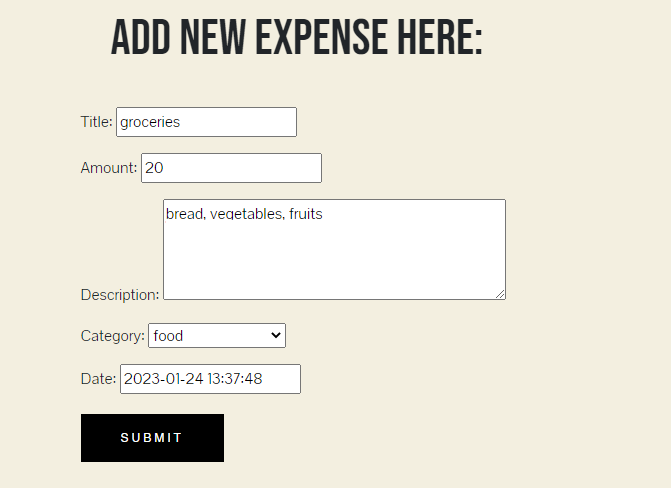 ADD NEW EXPENSE HERE:
Title: groceries
Amount: 20
bread, vegetables, fruits
Description:
Category: food
Date: 2023-01-24 13:37:48
SUBMIT